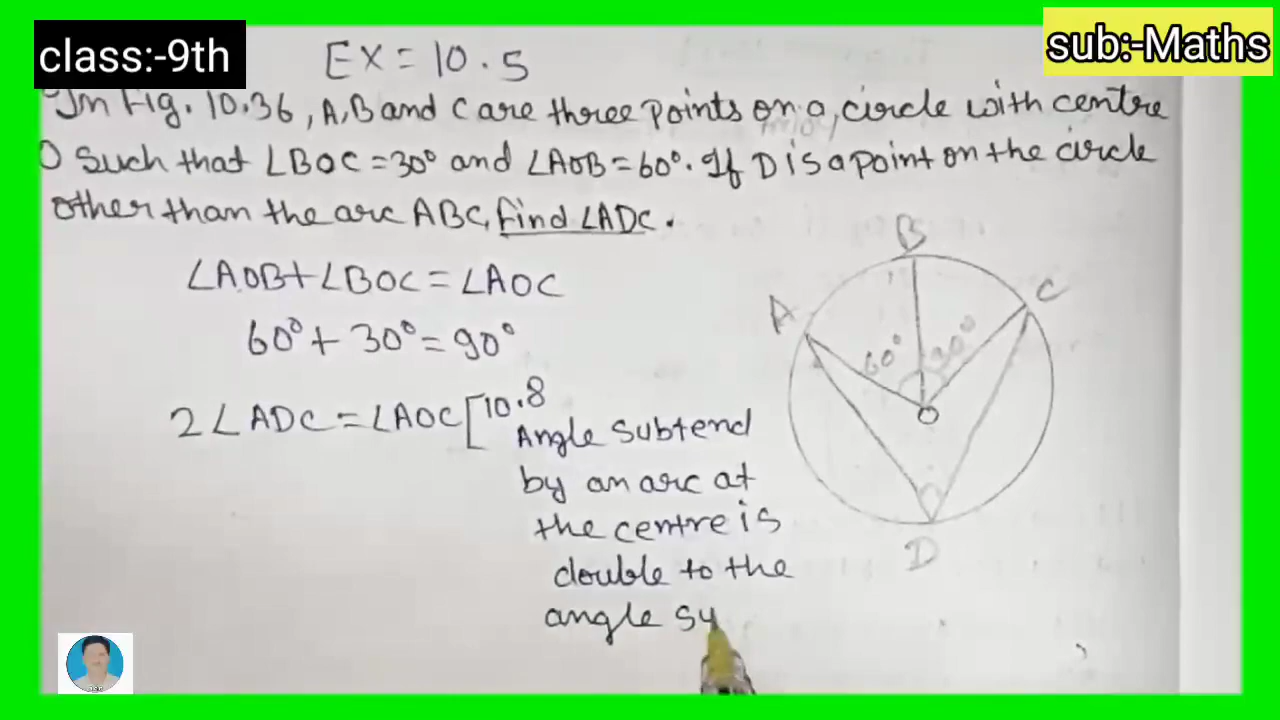 class:-9th
sub:-Maths
EX = 10.5
In Fig. 10.36, A, B and C are three points on a circle with centre
O such that ∠BOC = 30° and ∠AOB = 60°. If D is a point on the circle
other than the arc ABC, find ∠ADC.
∠AOB + ∠BOC = ∠AOC
60° + 30° = 90°
2∠ADC = ∠AOC [10.8
Angle subtend
by an arc at
the centre is
double to the
angle su
B
C
A
60° 30°
O
D